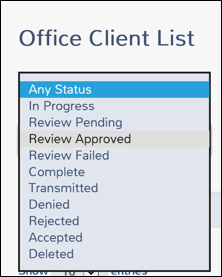 Office Client List
Any Status
In Progress
Review Pending
Review Approved
Review Failed
Complete
Transmitted
Denied
Rejected
Accepted
Deleted
Show 10 entries